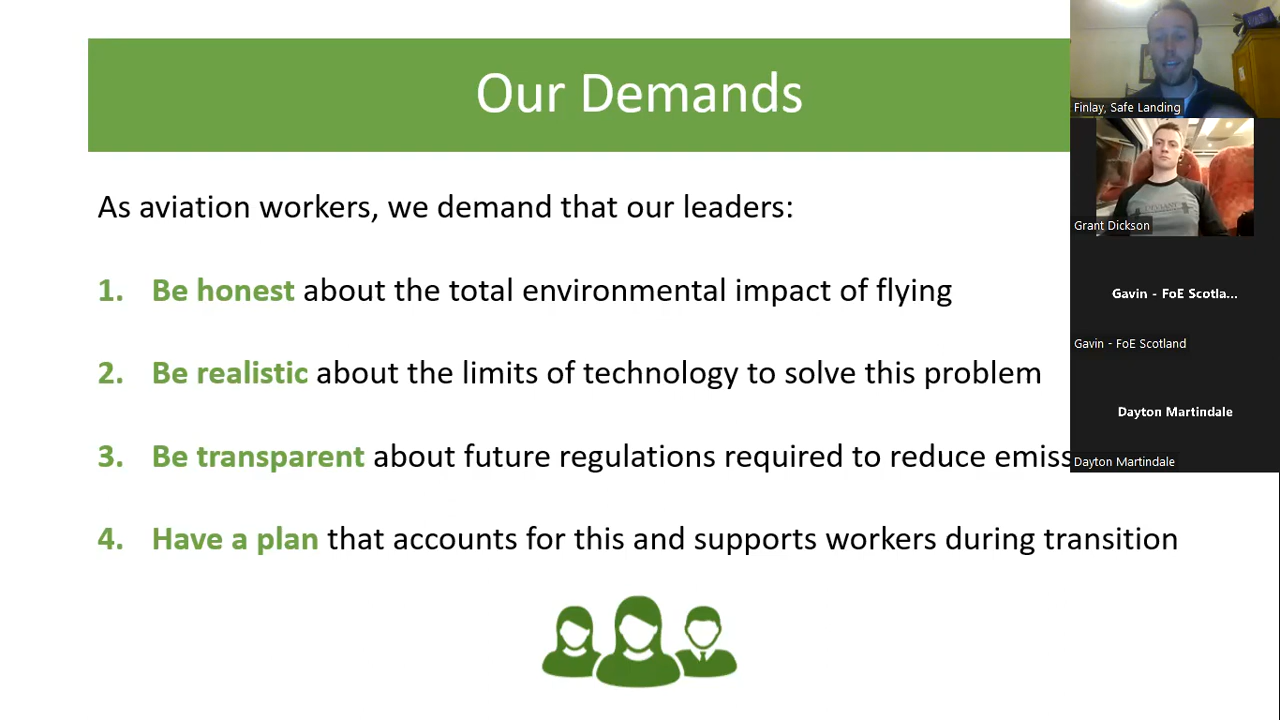 Our Demands
As aviation workers, we demand that our leaders:
1. Be honest about the total environmental impact of flying
2. Be realistic about the limits of technology to solve this problem
3. Be transparent about future regulations required to reduce emiss
4. Have a plan that accounts for this and supports workers during transition
Finlay, Safe Landing
Grant Dickson
Gavin - FoE Scotla...
Gavin - FoE Scotland
Dayton Martindale
Dayton Martindale